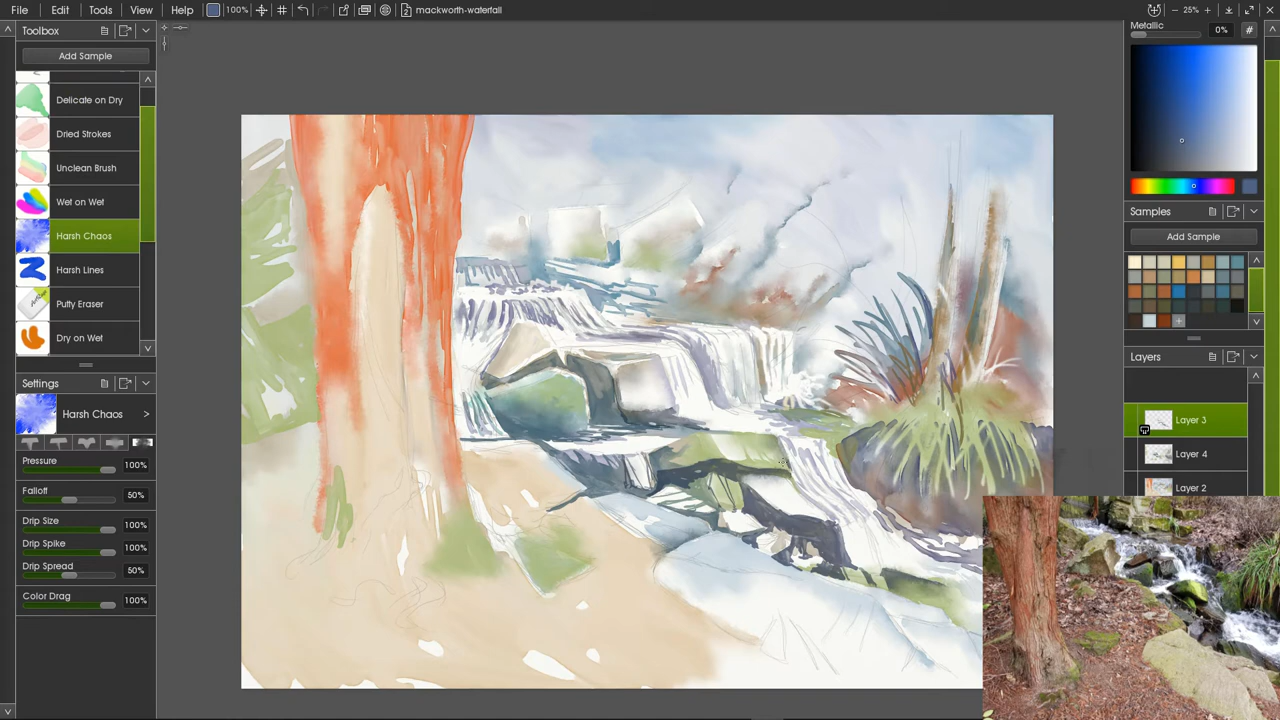 File Edit Tools View Help 100% 2 mackworth-waterfall 25%
Toolbox
Add Sample
Delicate on Dry
Dried Strokes
Unclean Brush
Wet on Wet
Harsh Chaos
Harsh Lines
Putty Eraser
Dry on Wet
Settings
Harsh Chaos >
Pressure 100%
Falloff 50%
Drip Size 100%
Drip Spike 100%
Drip Spread 50%
Color Drag 100%
Metallic 0% #
Samples
Add Sample
Layers
Layer 3
Layer 4
Layer 2